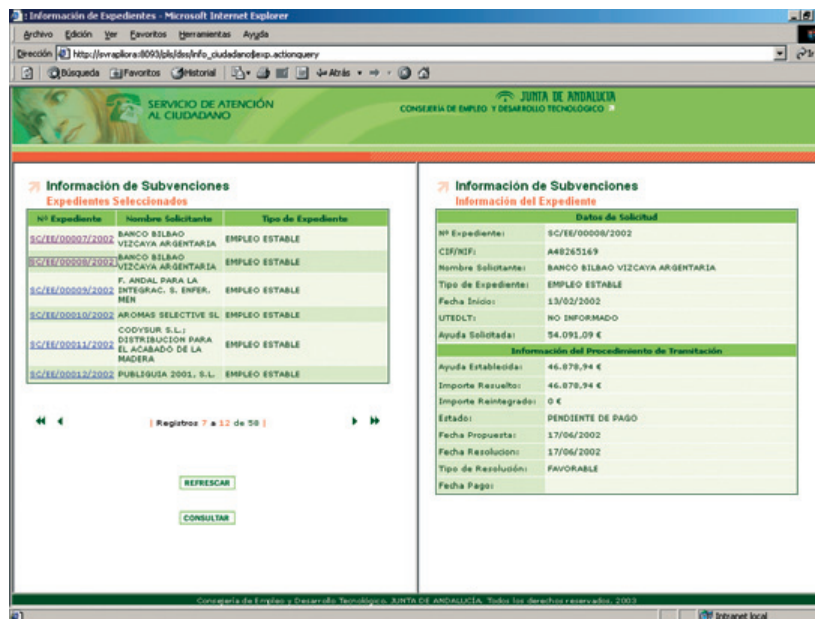 : Información de Expedientes - Microsoft Internet Explorer
Archivo Edición Ver Favoritos Herramientas Ayuda
Dirección http://svrapliora:8093/pls/dss/info_ciudadano$exp.actionquery
Búsqueda Favoritos Historial Atrás
SERVICIO DE ATENCIÓN
AL CIUDADANO
JUNTA DE ANDALUCIA
CONSEJERÍA DE EMPLEO Y DESARROLLO TECNOLÓGICO
Información de Subvenciones
Expedientes Seleccionados
Nº Expediente Nombre Solicitante Tipo de Expediente
SC/EE/00007/2002 BANCO BILBAO VIZCAYA ARGENTARIA EMPLEO ESTABLE
SC/EE/00008/2002 BANCO BILBAO VIZCAYA ARGENTARIA EMPLEO ESTABLE
SC/EE/00009/2002 F. ANDAL PARA LA INTEGRAC. S. ENFER. MEN EMPLEO ESTABLE
SC/EE/00010/2002 AROMAS SELECTIVE SL EMPLEO ESTABLE
SC/EE/00011/2002 CODYSUR S.L.; DISTRIBUCION PARA EL ACABADO DE LA MADERA EMPLEO ESTABLE
SC/EE/00012/2002 PUBLIGUIA 2001, S.L. EMPLEO ESTABLE
| Registros 7 a 12 de 58 |
REFRESCAR
CONSULTAR
Información de Subvenciones
Información del Expediente
Datos de Solicitud
Nº Expediente: SC/EE/00008/2002
CIF/NIF: A48265169
Nombre Solicitante: BANCO BILBAO VIZCAYA ARGENTARIA
Tipo de Expediente: EMPLEO ESTABLE
Fecha Inicio: 13/02/2002
UTEDLT: NO INFORMADO
Ayuda Solicitada: 54.091,09 €
Información del Procedimiento de Tramitación
Ayuda Establecida: 46.878,94 €
Importe Resuelto: 46.878,94 €
Importe Reintegrado: 0 €
Estado: PENDIENTE DE PAGO
Fecha Propuesta: 17/06/2002
Fecha Resolucion: 17/06/2002
Tipo de Resolución: FAVORABLE
Fecha Pago:
Consejería de Empleo y Desarrollo Tecnológico. JUNTA DE ANDALUCÍA. Todos los derechos reservados. 2003
Intranet local